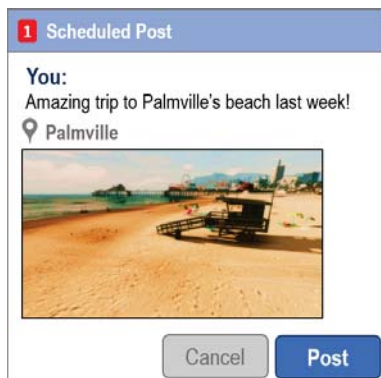 1 Scheduled Post
You:
Amazing trip to Palmville's beach last week!
Palmville
Cancel
Post